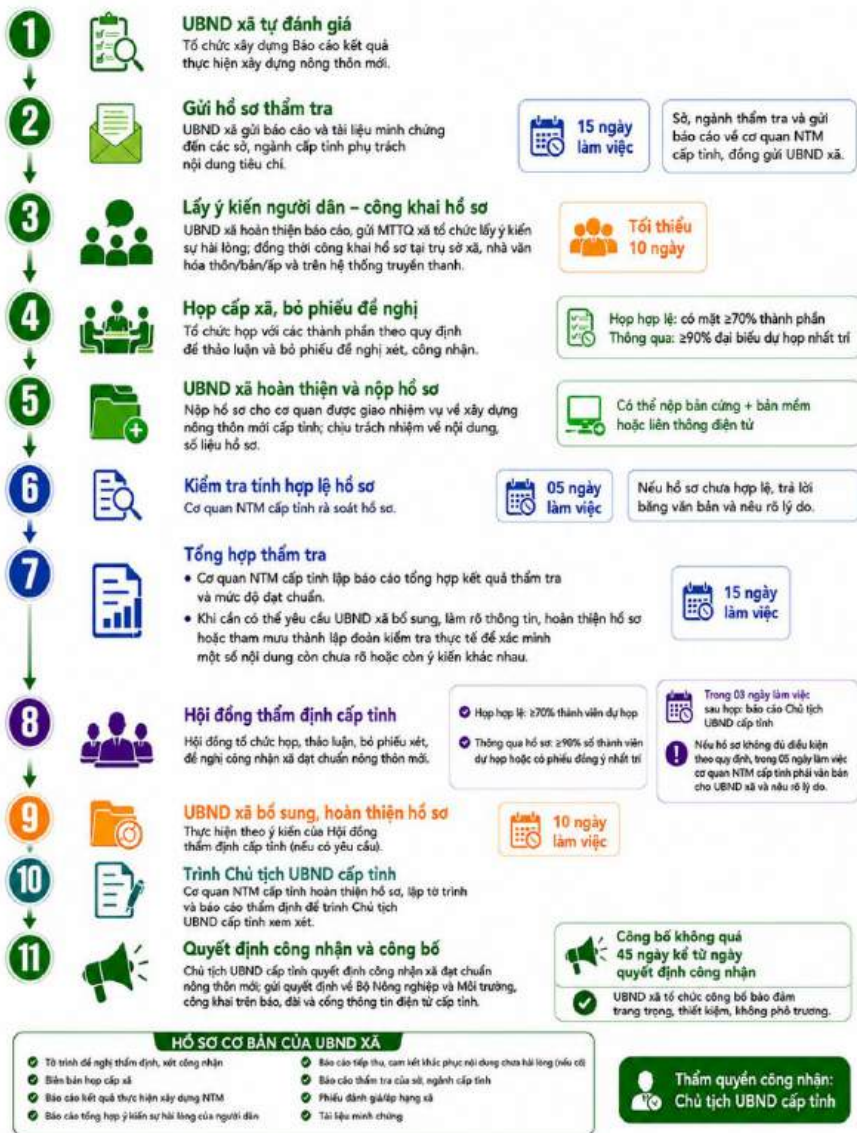 1
UBND xã tự đánh giá
Tổ chức xây dựng Báo cáo kết quả
thực hiện xây dựng nông thôn mới.
2
Gửi hồ sơ thẩm tra
UBND xã gửi báo cáo và tài liệu minh chứng
đến các sở, ngành cấp tỉnh phụ trách
nội dung tiêu chí.
15 ngày
làm việc
Sở, ngành thẩm tra và gửi
báo cáo về cơ quan NTM
cấp tỉnh, đồng gửi UBND xã.
3
Lấy ý kiến người dân – công khai hồ sơ
UBND xã hoàn thiện báo cáo, gửi MTTQ xã tổ chức lấy ý kiến
sự hài lòng; đồng thời công khai hồ sơ tại trụ sở xã, nhà văn
hóa thôn/bản/ấp và trên hệ thống truyền thanh.
Tối thiểu
10 ngày
4
Họp cấp xã, bỏ phiếu đề nghị
Tổ chức họp với các thành phần theo quy định
để thảo luận và bỏ phiếu đề nghị xét, công nhận.
Họp hợp lệ: có mặt ≥70% thành phần
Thông qua: ≥90% đại biểu dự họp nhất trí
5
UBND xã hoàn thiện và nộp hồ sơ
Nộp hồ sơ cho cơ quan được giao nhiệm vụ về xây dựng
nông thôn mới cấp tỉnh; chịu trách nhiệm về nội dung,
số liệu hồ sơ.
Có thể nộp bản cứng + bản mềm
hoặc liên thông điện tử
6
Kiểm tra tính hợp lệ hồ sơ
Cơ quan NTM cấp tỉnh rà soát hồ sơ.
05 ngày
làm việc
Nếu hồ sơ chưa hợp lệ, trả lời
bằng văn bản và nêu rõ lý do.
7
Tổng hợp thẩm tra
• Cơ quan NTM cấp tỉnh lập báo cáo tổng hợp kết quả thẩm tra
và mức độ đạt chuẩn.
• Khi cần có thể yêu cầu UBND xã bổ sung, làm rõ thông tin, hoàn thiện hồ sơ
hoặc tham mưu thành lập đoàn kiểm tra thực tế để xác minh
một số nội dung còn chưa rõ hoặc còn ý kiến khác nhau.
15 ngày
làm việc
8
Hội đồng thẩm định cấp tỉnh
Hội đồng tổ chức họp, thảo luận, bỏ phiếu xét,
đề nghị công nhận xã đạt chuẩn nông thôn mới.
Họp hợp lệ: ≥70% thành viên dự họp
Thông qua hồ sơ: ≥90% số thành viên
dự họp hoặc có phiếu đồng ý nhất trí
Trong 03 ngày làm việc
sau họp: báo cáo Chủ tịch
UBND cấp tỉnh
Nếu hồ sơ không đủ điều kiện
theo quy định, trong 05 ngày làm việc
cơ quan NTM cấp tỉnh phải văn bản
cho UBND xã và nêu rõ lý do.
9
UBND xã bổ sung, hoàn thiện hồ sơ
Thực hiện theo ý kiến của Hội đồng
thẩm định cấp tỉnh (nếu có yêu cầu).
10 ngày
làm việc
10
Trình Chủ tịch UBND cấp tỉnh
Cơ quan NTM cấp tỉnh hoàn thiện hồ sơ, lập tờ trình
và báo cáo thẩm định để trình Chủ tịch
UBND cấp tỉnh xem xét.
11
Quyết định công nhận và công bố
Chủ tịch UBND cấp tỉnh quyết định công nhận xã đạt chuẩn
nông thôn mới; gửi quyết định về Bộ Nông nghiệp và Môi trường,
công khai trên báo, đài và cổng thông tin điện tử cấp tỉnh.
Công bố không quá
45 ngày kể từ ngày
quyết định công nhận
UBND xã tổ chức công bố bảo đảm
trang trọng, thiết kiệm, không phô trương.
HỒ SƠ CƠ BẢN CỦA UBND XÃ
Tờ trình đề nghị thẩm định, xét công nhận
Biên bản họp cấp xã
Báo cáo kết quả thực hiện xây dựng NTM
Báo cáo tổng hợp ý kiến sự hài lòng của người dân
Báo cáo tiếp thu, cam kết khắc phục nội dung chưa hài lòng (nếu có)
Báo cáo thẩm tra của sở, ngành cấp tỉnh
Phiếu đánh giá/áp hạng xã
Tài liệu minh chứng
Thẩm quyền công nhận:
Chủ tịch UBND cấp tỉnh